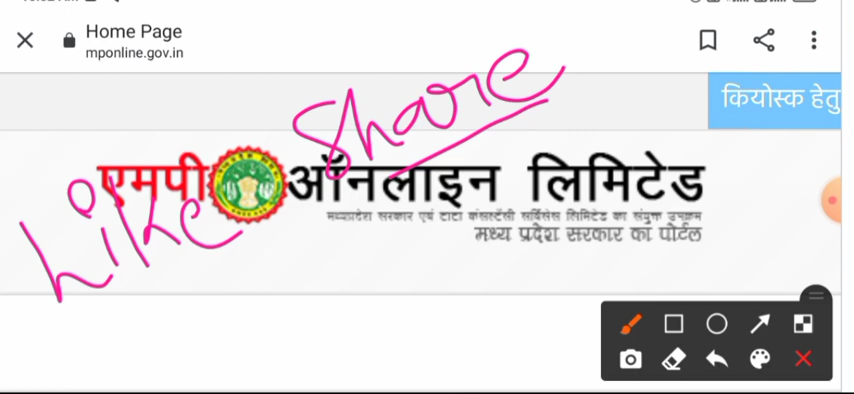 Home Page
mponline.gov.in
कियोस्क हेतु
Share
एमपी ऑनलाइन लिमिटेड
Like
मध्यप्रदेश सरकार एवं टाटा कंसल्टेंसी सर्विसेस लिमिटेड का संयुक्त उपक्रम
मध्य प्रदेश सरकार का पोर्टल